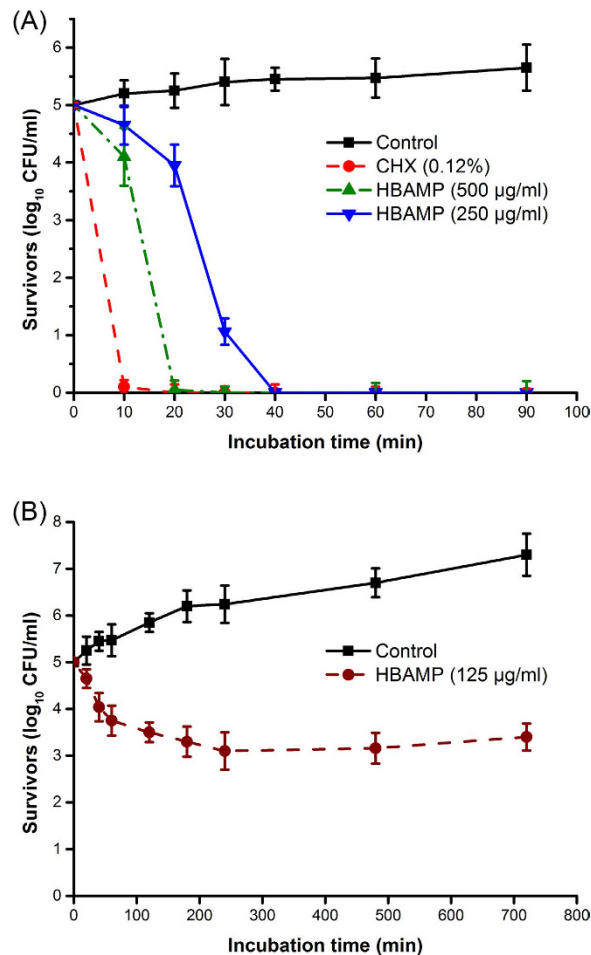 (A)
6
5
4
3
2
1
0
Survivors (log10 CFU/ml)
Control
CHX (0.12%)
HBAMP (500 µg/ml)
HBAMP (250 µg/ml)
0 10 20 30 40 50 60 70 80 90 100
Incubation time (min)
(B)
8
7
6
5
4
3
2
1
0
Survivors (log10 CFU/ml)
Control
HBAMP (125 µg/ml)
0 100 200 300 400 500 600 700 800
Incubation time (min)